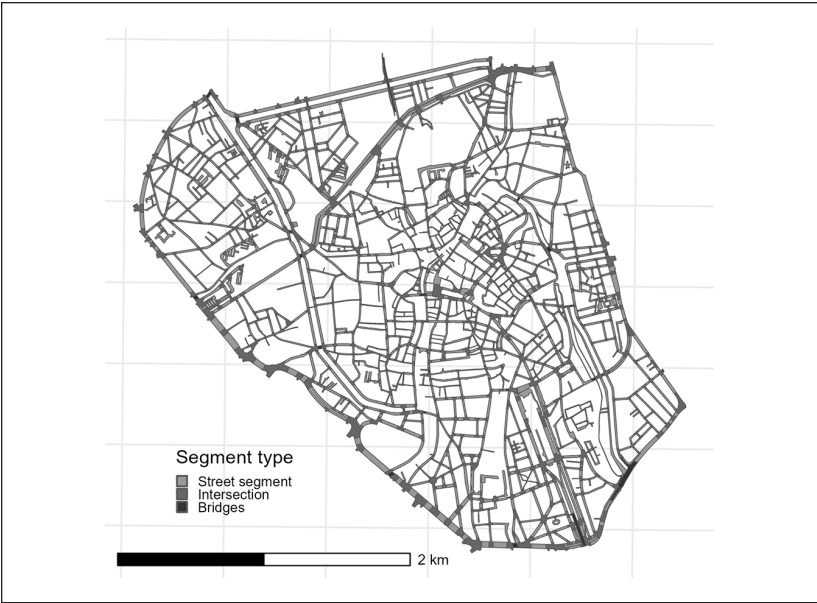 Segment type
Street segment
Intersection
Bridges
2 km